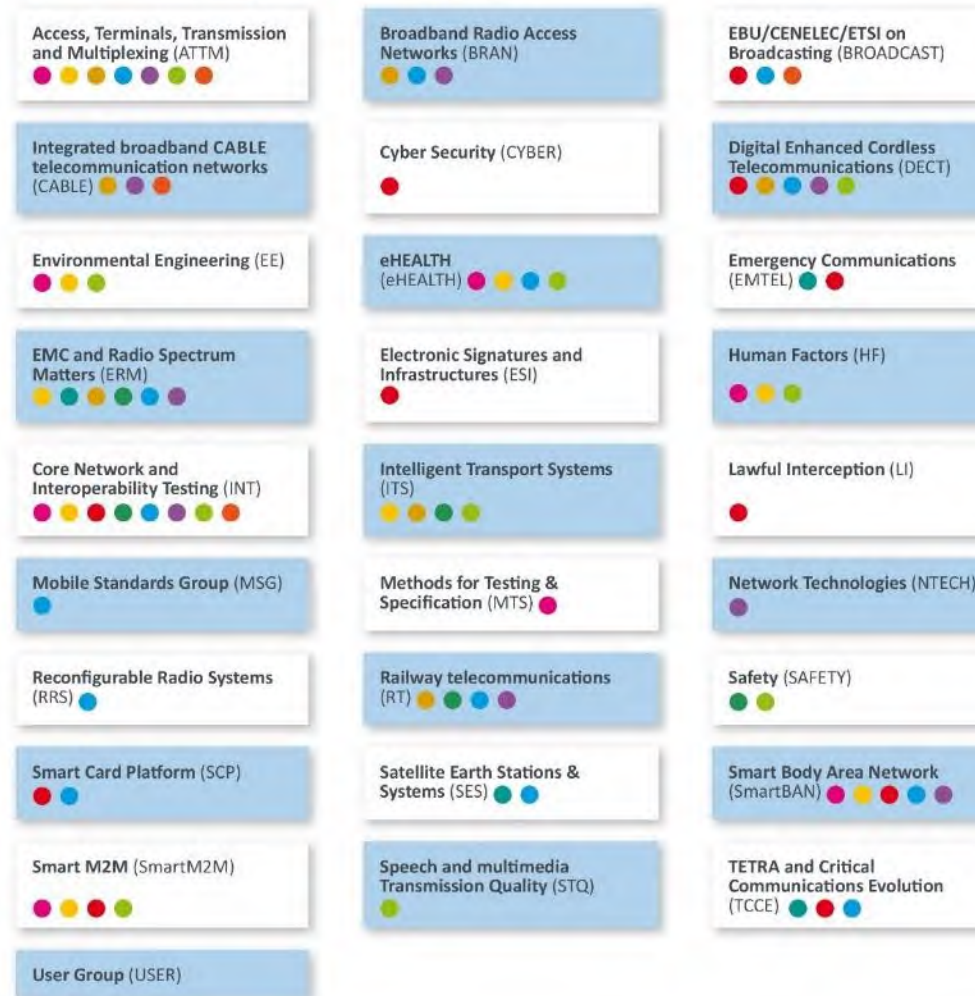 Access, Terminals, Transmission
and Multiplexing (ATTM)
Broadband Radio Access
Networks (BRAN)
EBU/CENELEC/ETSI on
Broadcasting (BROADCAST)
Integrated broadband CABLE
telecommunication networks
(CABLE)
Cyber Security (CYBER)
Digital Enhanced Cordless
Telecommunications (DECT)
Environmental Engineering (EE)
eHEALTH
(eHEALTH)
Emergency Communications
(EMTEL)
EMC and Radio Spectrum
Matters (ERM)
Electronic Signatures and
Infrastructures (ESI)
Human Factors (HF)
Core Network and
Interoperability Testing (INT)
Intelligent Transport Systems
(ITS)
Lawful Interception (LI)
Mobile Standards Group (MSG)
Methods for Testing &
Specification (MTS)
Network Technologies (NTECH)
Reconfigurable Radio Systems
(RRS)
Railway telecommunications
(RT)
Safety (SAFETY)
Smart Card Platform (SCP)
Satellite Earth Stations &
Systems (SES)
Smart Body Area Network
(SmartBAN)
Smart M2M (SmartM2M)
Speech and multimedia
Transmission Quality (STQ)
TETRA and Critical
Communications Evolution
(TCCE)
User Group (USER)